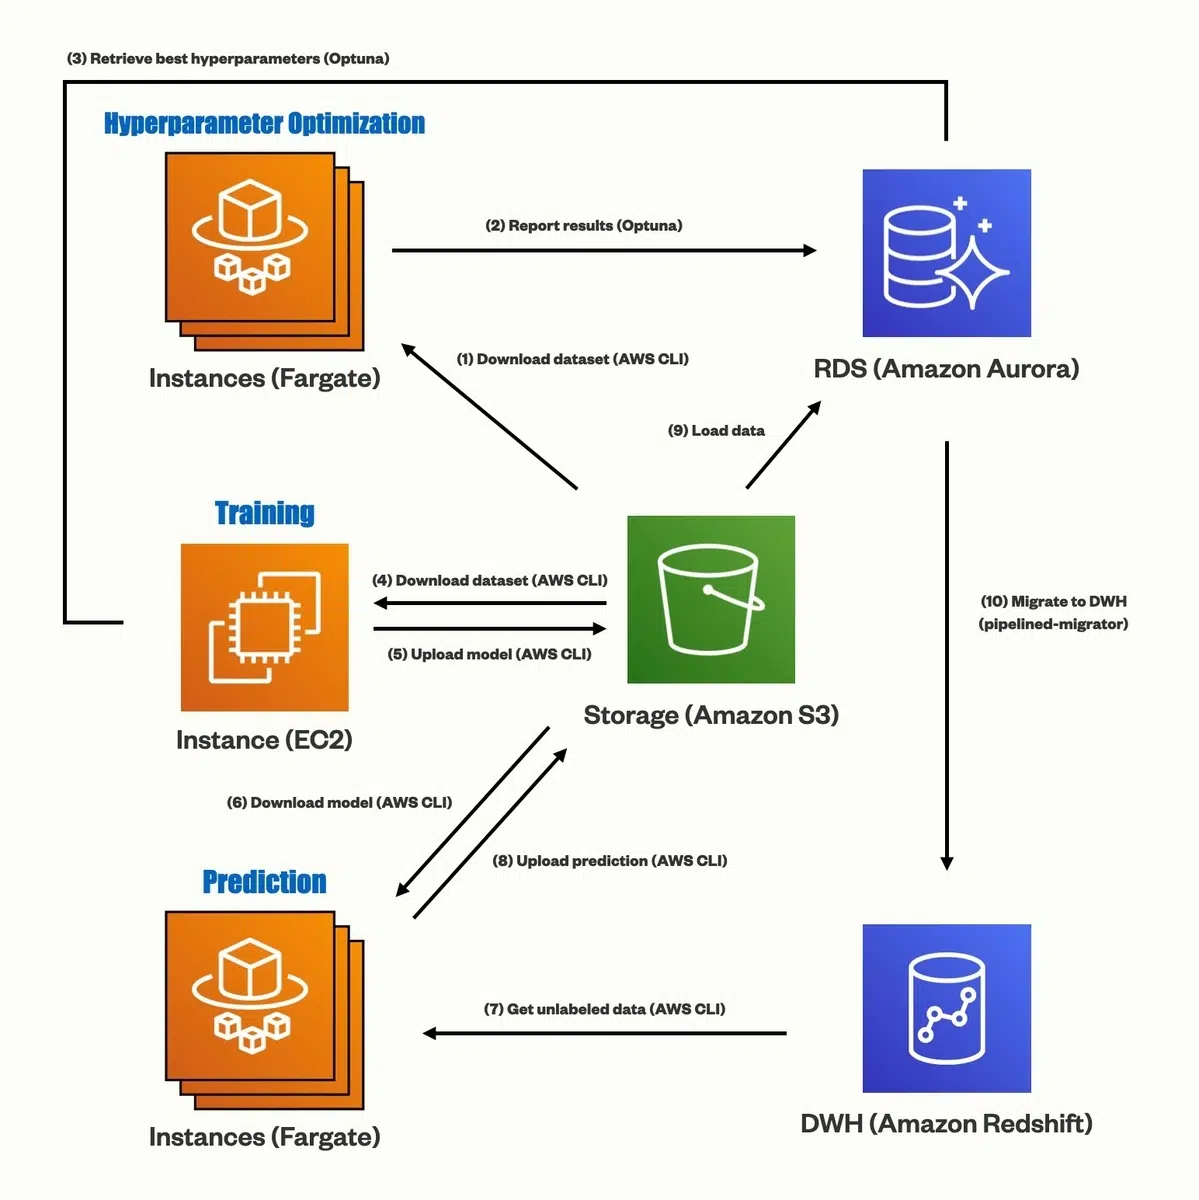 (3) Retrieve best hyperparameters (Optuna)
Hyperparameter Optimization
(2) Report results (Optuna)
Instances (Fargate)
(1) Download dataset (AWS CLI)
RDS (Amazon Aurora)
(9) Load data
Training
(4) Download dataset (AWS CLI)
(5) Upload model (AWS CLI)
Instance (EC2)
Storage (Amazon S3)
(10) Migrate to DWH
(pipelined-migrator)
(6) Download model (AWS CLI)
(8) Upload prediction (AWS CLI)
Prediction
(7) Get unlabeled data (AWS CLI)
Instances (Fargate)
DWH (Amazon Redshift)